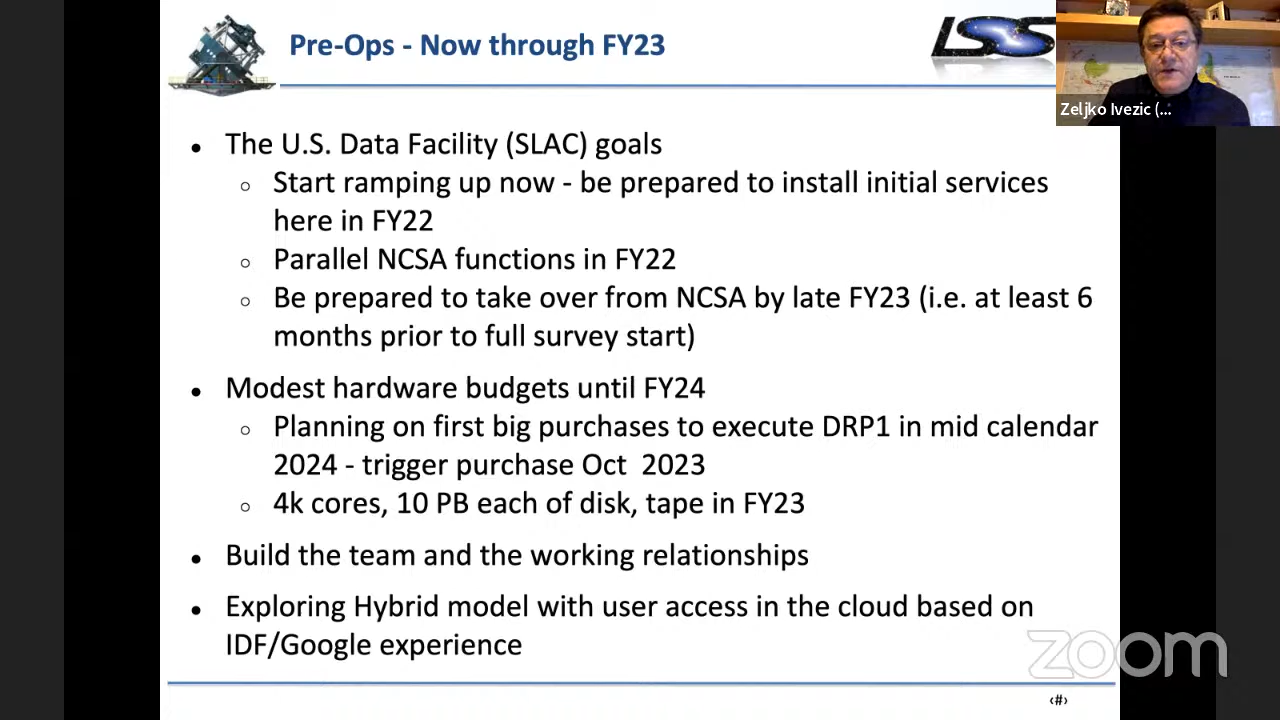 Pre-Ops - Now through FY23
LSS
Zeljko Ivezic (...
● The U.S. Data Facility (SLAC) goals
○ Start ramping up now - be prepared to install initial services
here in FY22
○ Parallel NCSA functions in FY22
○ Be prepared to take over from NCSA by late FY23 (i.e. at least 6
months prior to full survey start)
● Modest hardware budgets until FY24
○ Planning on first big purchases to execute DRP1 in mid calendar
2024 - trigger purchase Oct 2023
○ 4k cores, 10 PB each of disk, tape in FY23
● Build the team and the working relationships
● Exploring Hybrid model with user access in the cloud based on
IDF/Google experience
zoom
‹#›